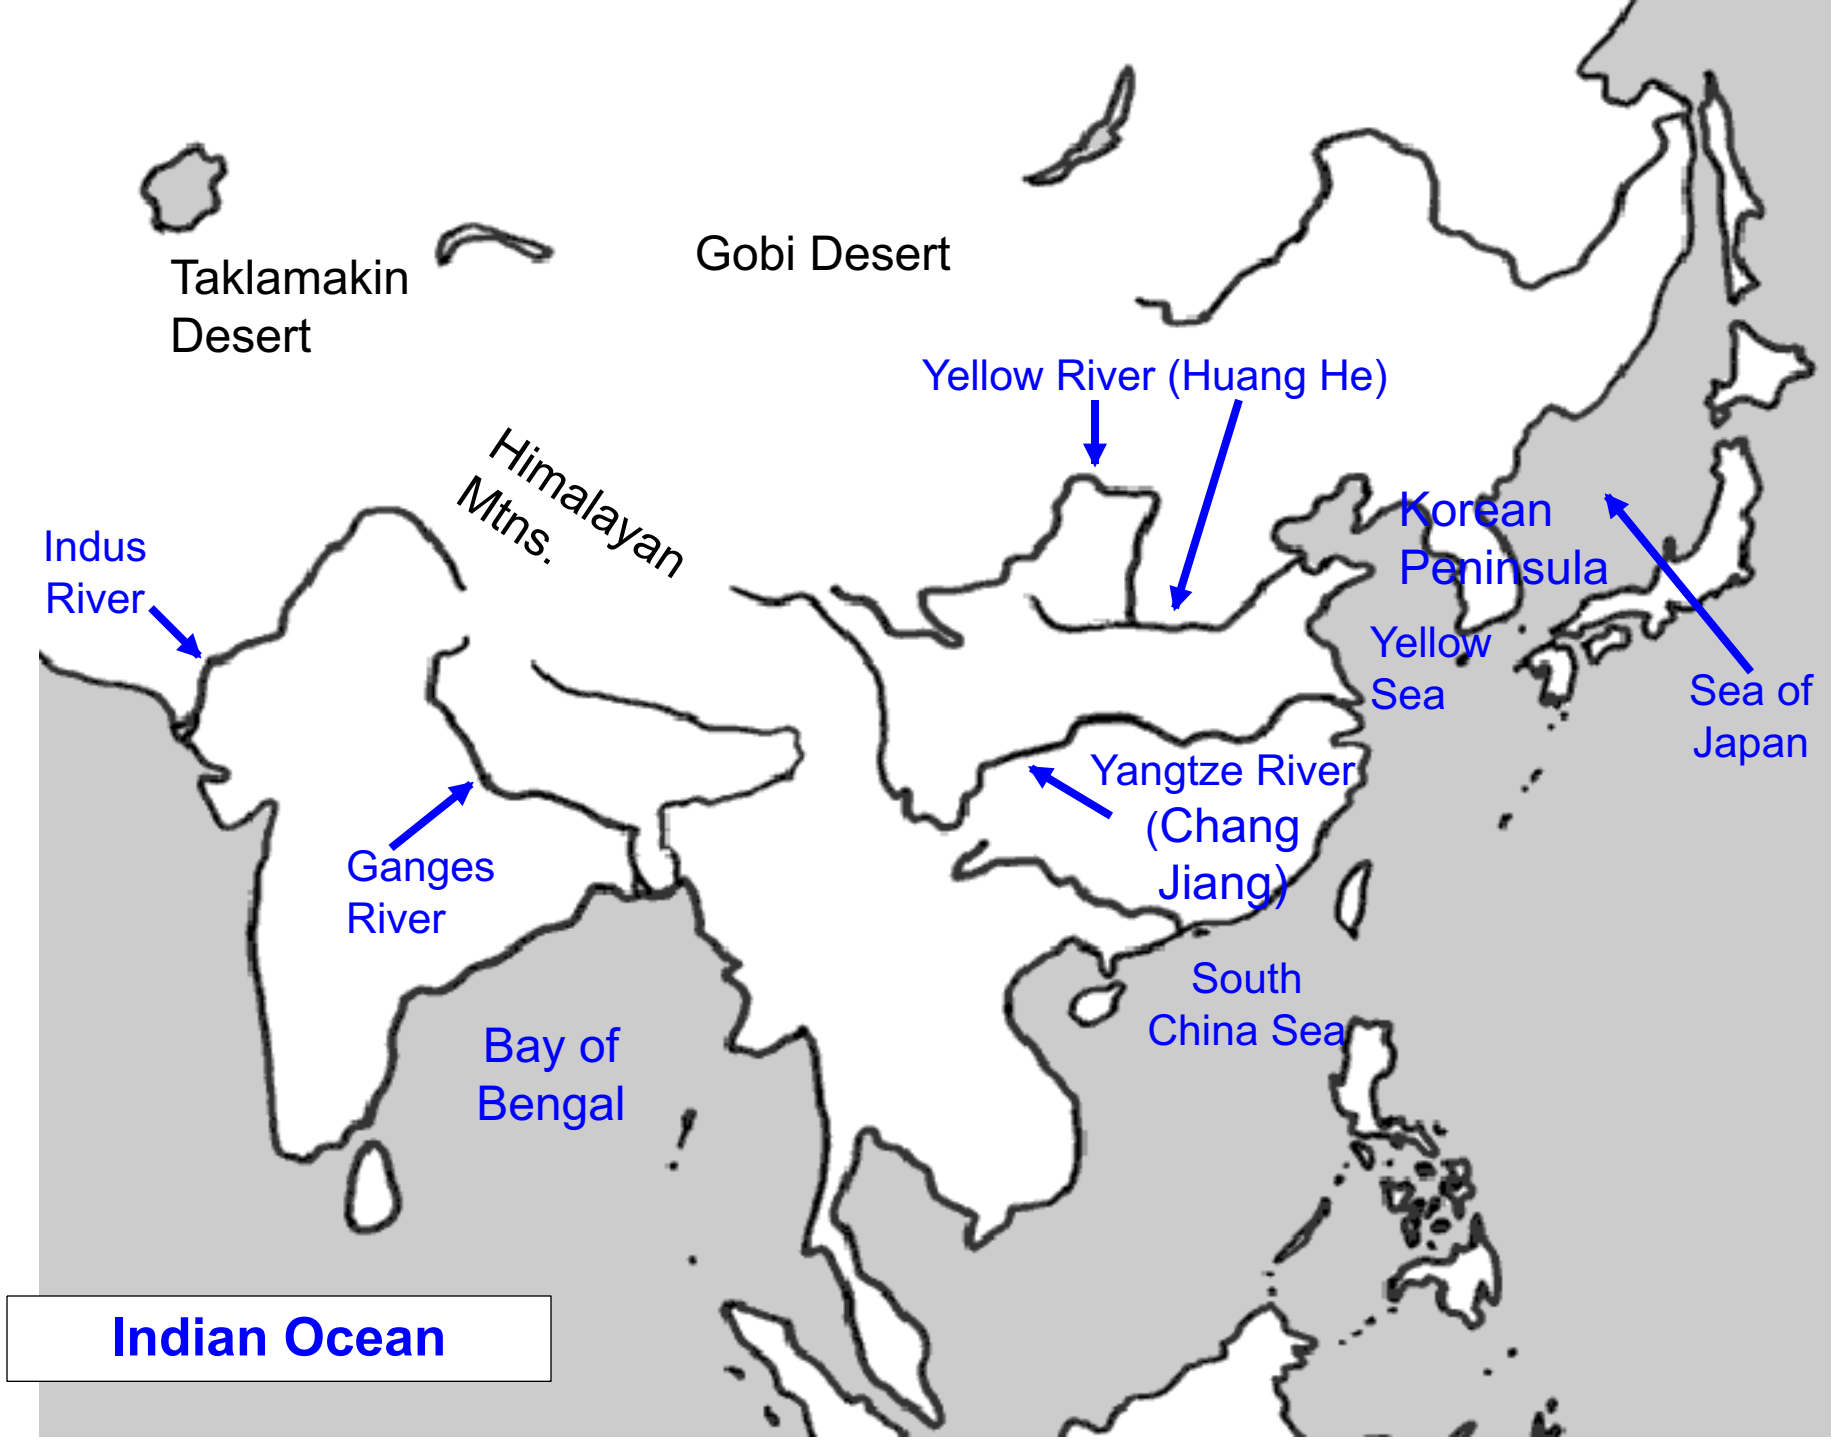 Gobi Desert
Taklamakin
Desert
Yellow River (Huang He)
Himalayan
Mtns.
Korean
Peninsula
Indus
River
Yellow
Sea
Sea of
Japan
Yangtze River
(Chang
Jiang)
Ganges
River
South
China Sea
Bay of
Bengal
Indian Ocean